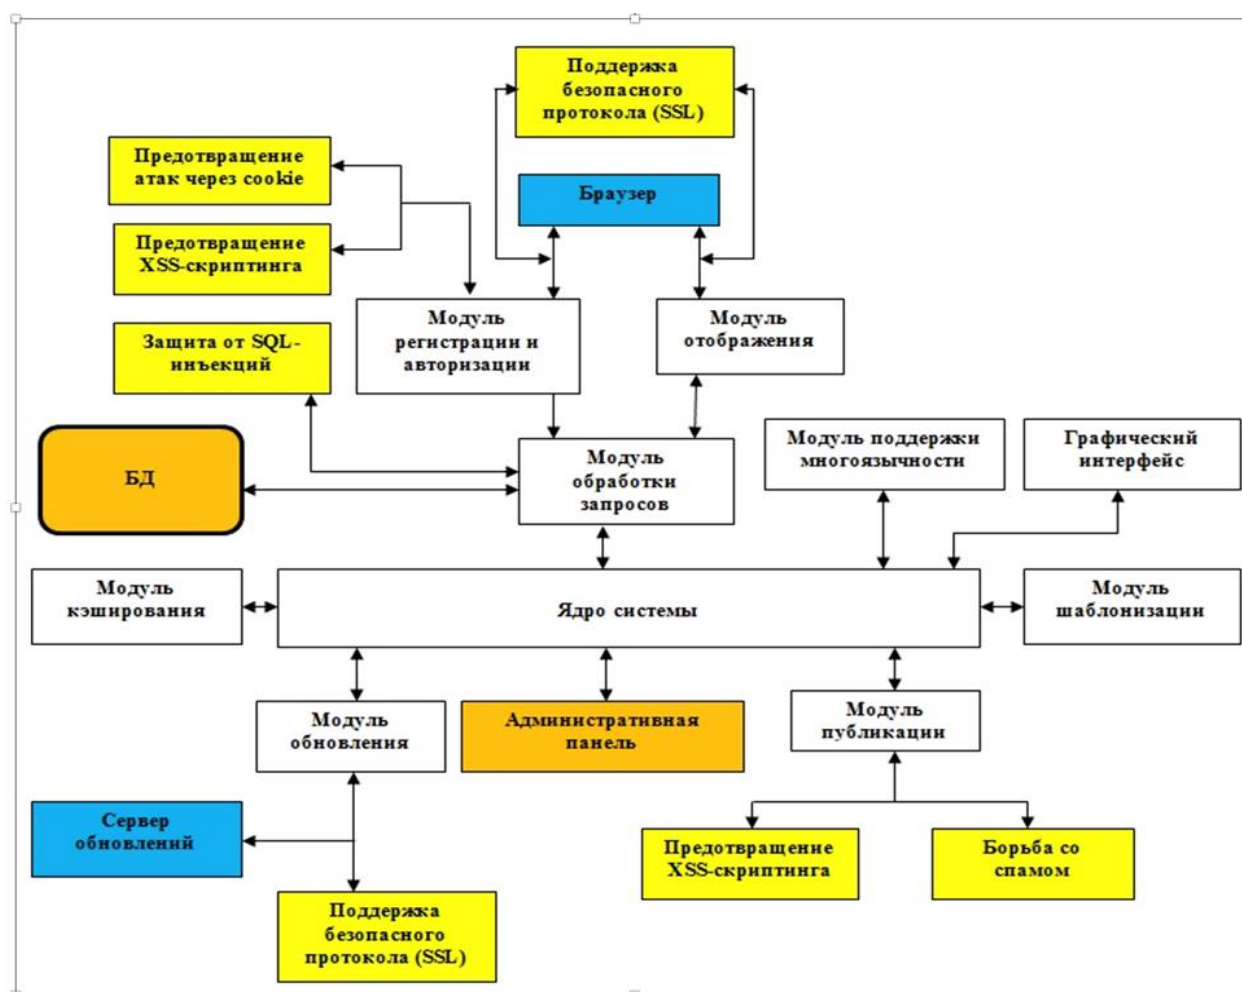 Поддержка
безопасного
протокола (SSL)
Предотвращение
атак через cookie
Браузер
Предотвращение
XSS-скриптинга
Модуль
регистрации и
авторизации
Модуль
отображения
Защита от SQL-
инъекций
Модуль поддержки
многоязычности
Графический
интерфейс
БД
Модуль
обработки
запросов
Модуль
кэширования
Ядро системы
Модуль
шаблонизации
Модуль
обновления
Административная
панель
Модуль
публикации
Сервер
обновлений
Предотвращение
XSS-скриптинга
Борьба со
спамом
Поддержка
безопасного
протокола (SSL)